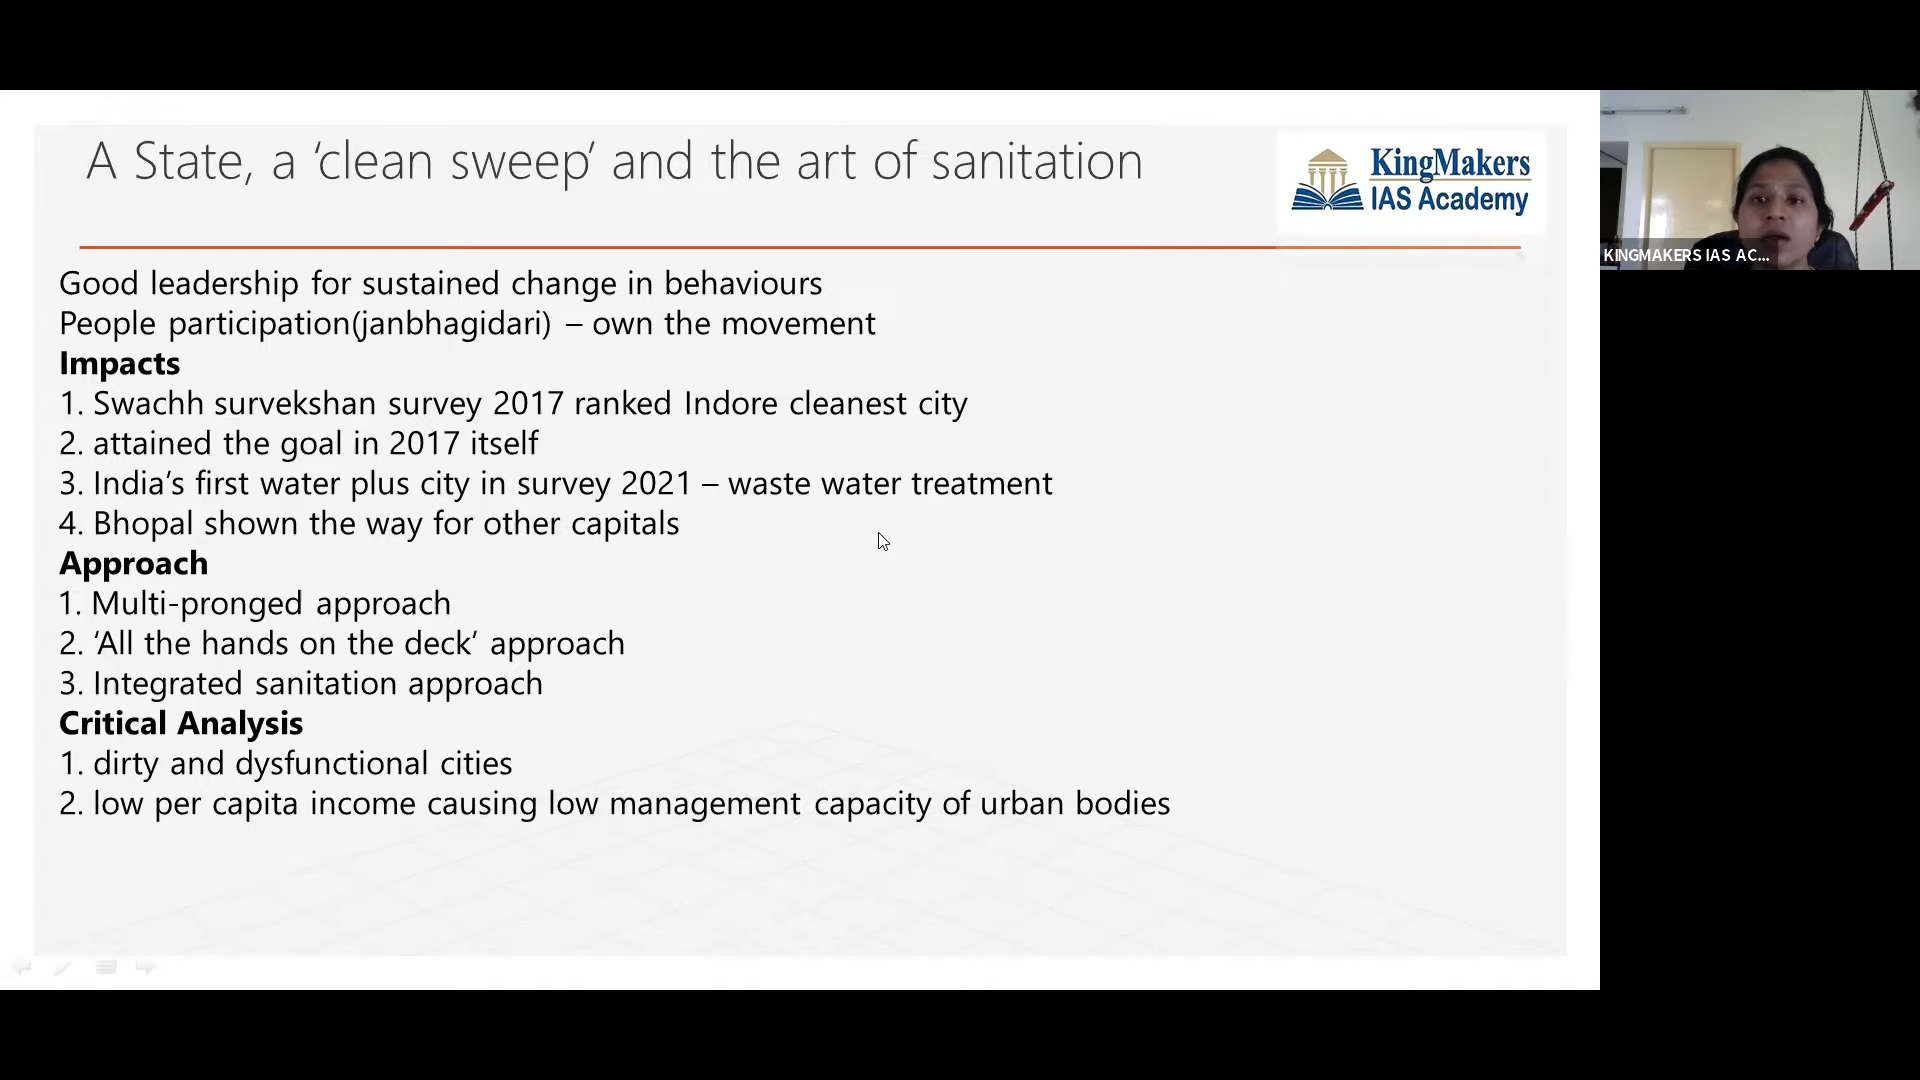 A State, a ‘clean sweep’ and the art of sanitation
KingMakers
IAS Academy
KINGMAKERS IAS AC...
Good leadership for sustained change in behaviours
People participation(janbhagidari) – own the movement
Impacts
1. Swachh survekshan survey 2017 ranked Indore cleanest city
2. attained the goal in 2017 itself
3. India’s first water plus city in survey 2021 – waste water treatment
4. Bhopal shown the way for other capitals
Approach
1. Multi-pronged approach
2. ‘All the hands on the deck’ approach
3. Integrated sanitation approach
Critical Analysis
1. dirty and dysfunctional cities
2. low per capita income causing low management capacity of urban bodies